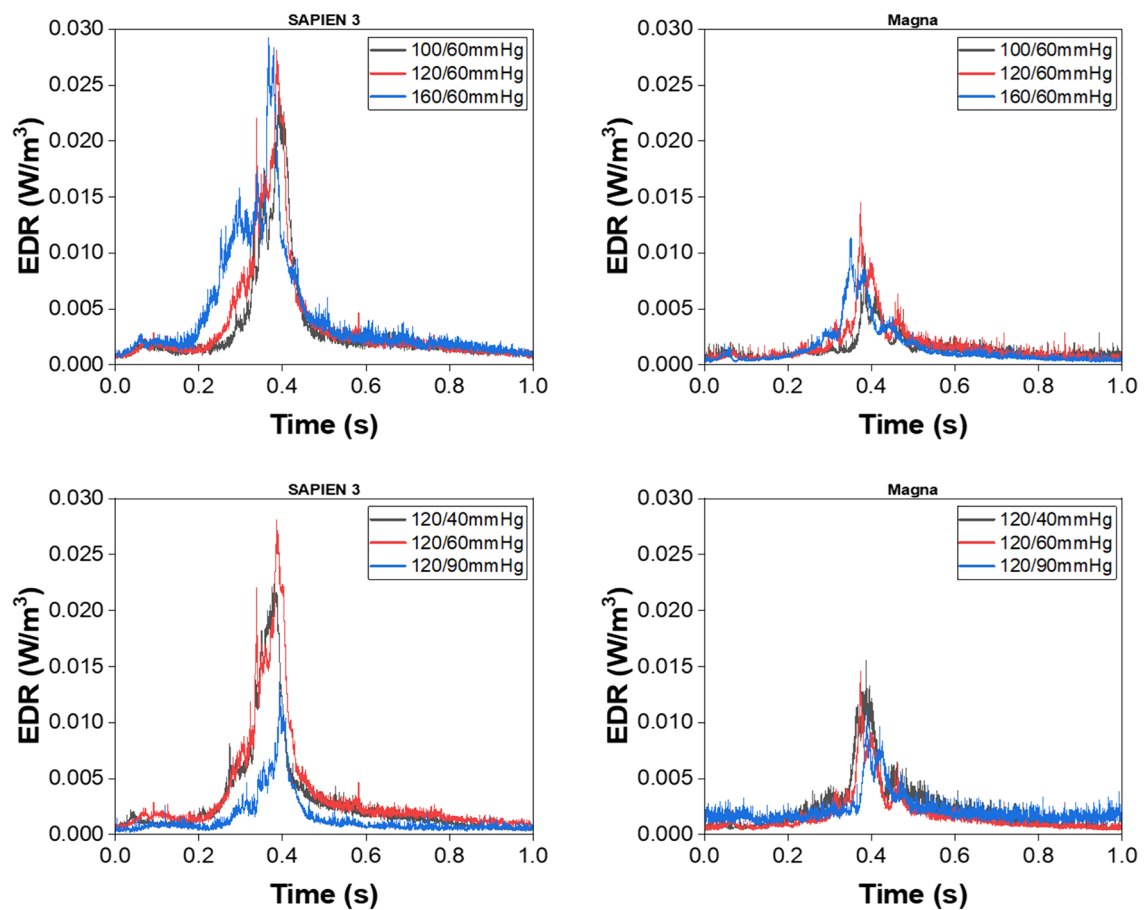 SAPIEN 3
0.030
0.025
0.020
0.015
0.010
0.005
0.000
EDR (W/m³)
100/60mmHg
120/60mmHg
160/60mmHg
0.0 0.2 0.4 0.6 0.8 1.0
Time (s)
Magna
0.030
0.025
0.020
0.015
0.010
0.005
0.000
EDR (W/m³)
100/60mmHg
120/60mmHg
160/60mmHg
0.0 0.2 0.4 0.6 0.8 1.0
Time (s)
SAPIEN 3
0.030
0.025
0.020
0.015
0.010
0.005
0.000
EDR (W/m³)
120/40mmHg
120/60mmHg
120/90mmHg
0.0 0.2 0.4 0.6 0.8 1.0
Time (s)
Magna
0.030
0.025
0.020
0.015
0.010
0.005
0.000
EDR (W/m³)
120/40mmHg
120/60mmHg
120/90mmHg
0.0 0.2 0.4 0.6 0.8 1.0
Time (s)